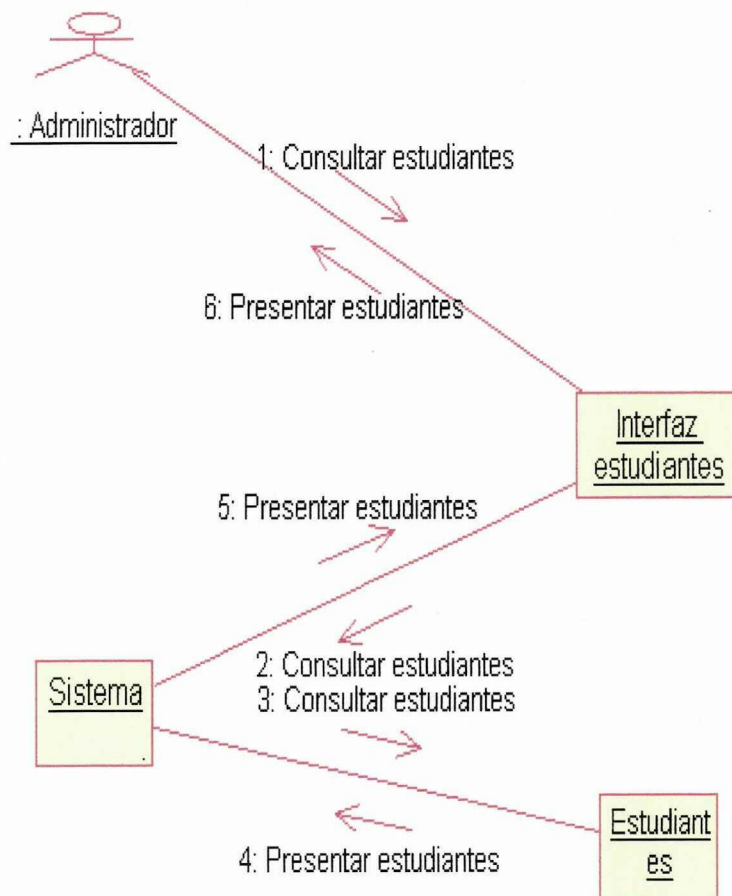 : Administrador
1: Consultar estudiantes
6: Presentar estudiantes
Interfaz
estudiantes
5: Presentar estudiantes
2: Consultar estudiantes
Sistema
3: Consultar estudiantes
Estudiant
es
4: Presentar estudiantes